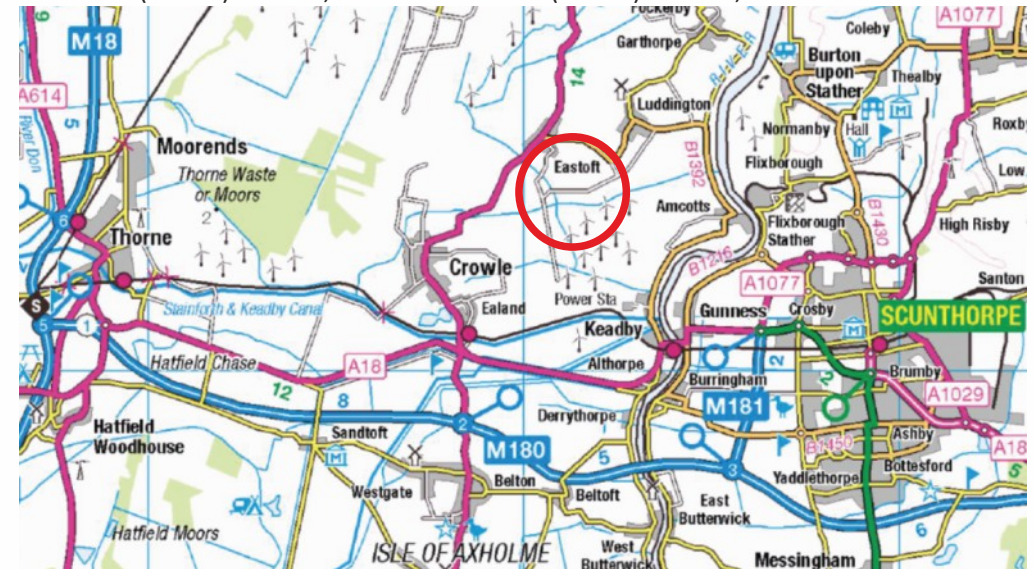 Coleby
A1077
M18
Garthorpe
Burton
upon
Stather
Thealby
A614
5
14
RIVER
Luddington
Moorends
River Don
Normanby Hall
Thorne Waste
or Moors
2
Eastoft
Flixborough
B1392
6
Amcotts
Flixborough
Stather
B1430
High Risby
Thorne
Crowle
B1216
A1077
Santon
Power Sta
S
Stainforth & Keadby Canal
Ealand
Gunness
Crosby
SCUNTHORPE
Keadby
5
1
Hatfield Chase
A18
Althorpe
2
2
Brumby
12
8
Burringham
A1029
M181
Derrythorpe
Hatfield
Woodhouse
Sandtoft
2
M180
Ashby
A18
B1450
5
3
Bottesford
5
Yaddlethorpe
Westgate
Belton
Beltoft
East
Butterwick
6
Hatfield Moors
ISLE OF AXHOLME
West
Butterwick
Messingham